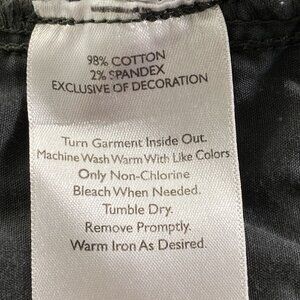 98% COTTON
2% SPANDEX
EXCLUSIVE OF DECORATION
Turn Garment Inside Out.
Machine Wash Warm With Like Colors
Only Non-Chlorine
Bleach When Needed.
Tumble Dry.
Remove Promptly.
Warm Iron As Desired.